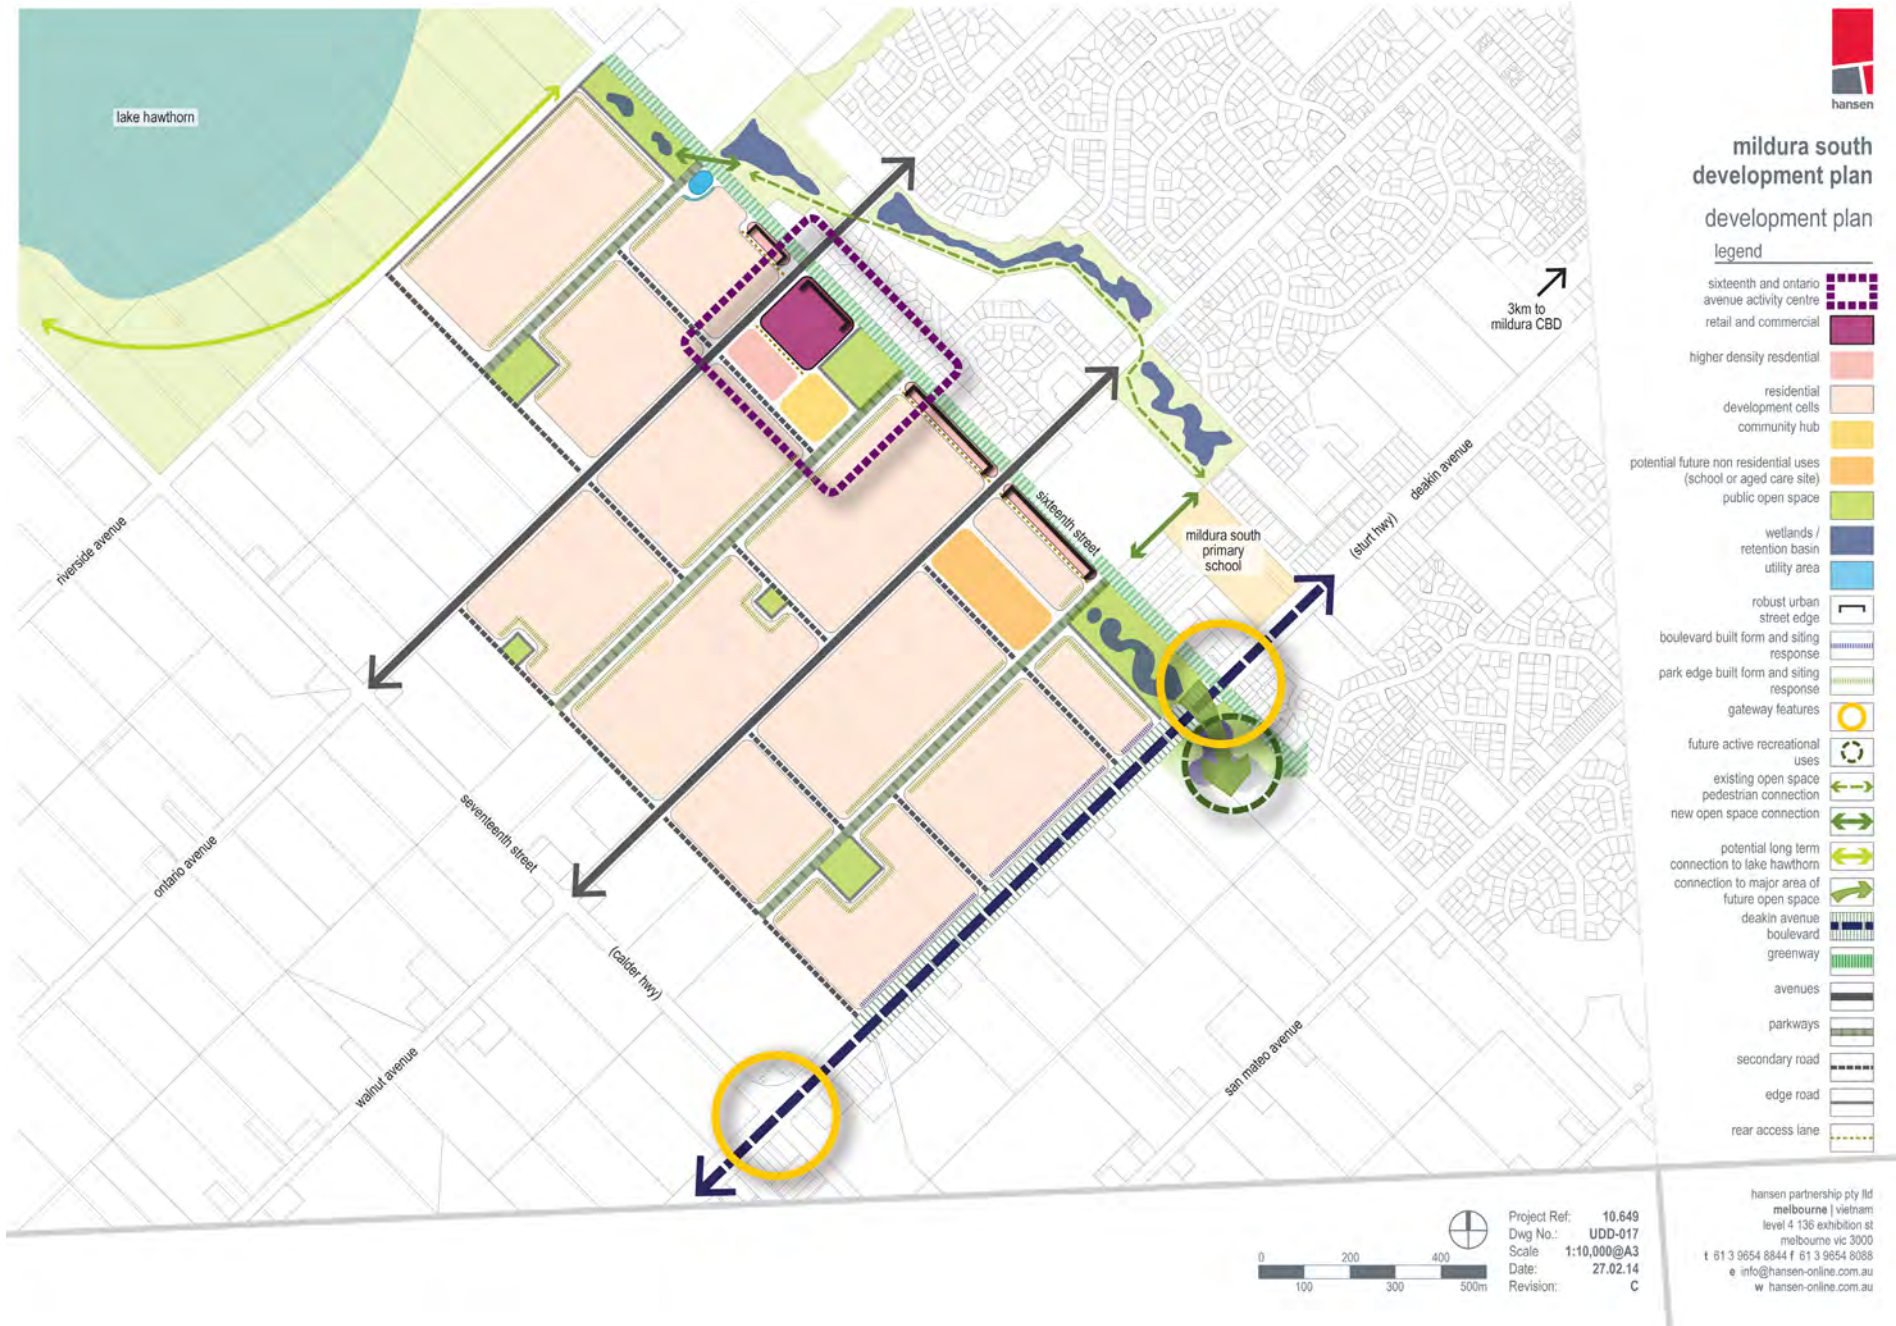 lake hawthorn
riverside avenue
ontario avenue
walnut avenue
seventeenth street
(calder hwy)
sixteenth street
mildura south
primary
school
deakin avenue
(sturt hwy)
san mateo avenue
3km to
mildura CBD
hansen
mildura south
development plan
development plan
legend
sixteenth and ontario
avenue activity centre
retail and commercial
higher density resdential
residential
development cells
community hub
potential future non residential uses
(school or aged care site)
public open space
wetlands /
retention basin
utility area
robust urban
street edge
boulevard built form and siting
response
park edge built form and siting
response
gateway features
future active recreational
uses
existing open space
pedestrian connection
new open space connection
potential long term
connection to lake hawthorn
connection to major area of
future open space
deakin avenue
boulevard
greenway
avenues
parkways
secondary road
edge road
rear access lane
0 200 400
100 300 500m
Project Ref: 10.649
Dwg No.: UDD-017
Scale 1:10,000@A3
Date: 27.02.14
Revision: C
hansen partnership pty ltd
melbourne | vietnam
level 4 136 exhibition st
melbourne vic 3000
t 61 3 9654 8844 f 61 3 9654 8088
e info@hansen-online.com.au
w hansen-online.com.au